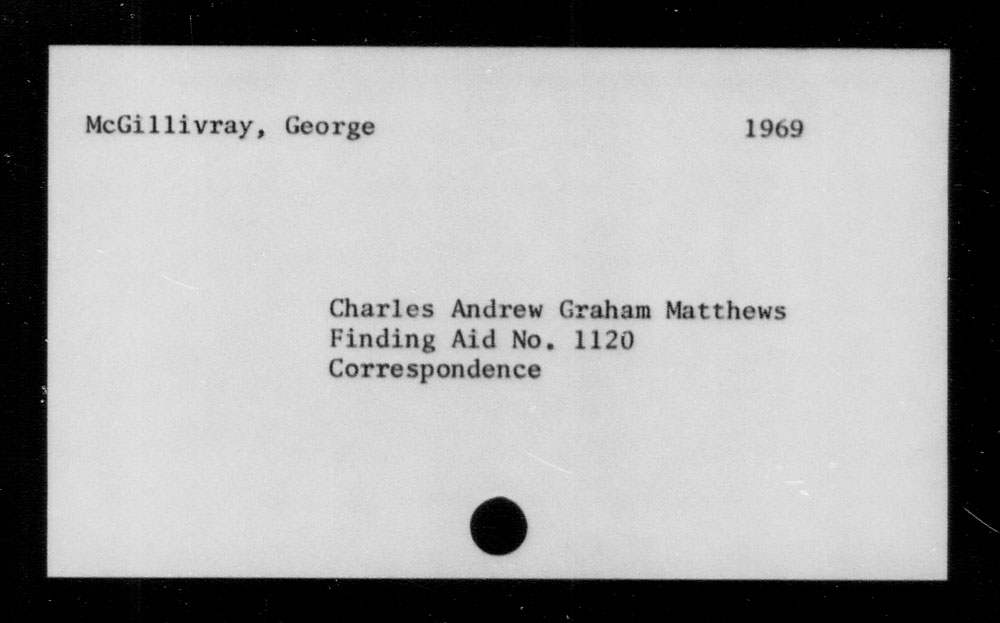 McGillivray, George 1969
Charles Andrew Graham Matthews
Finding Aid No. 1120
Correspondence